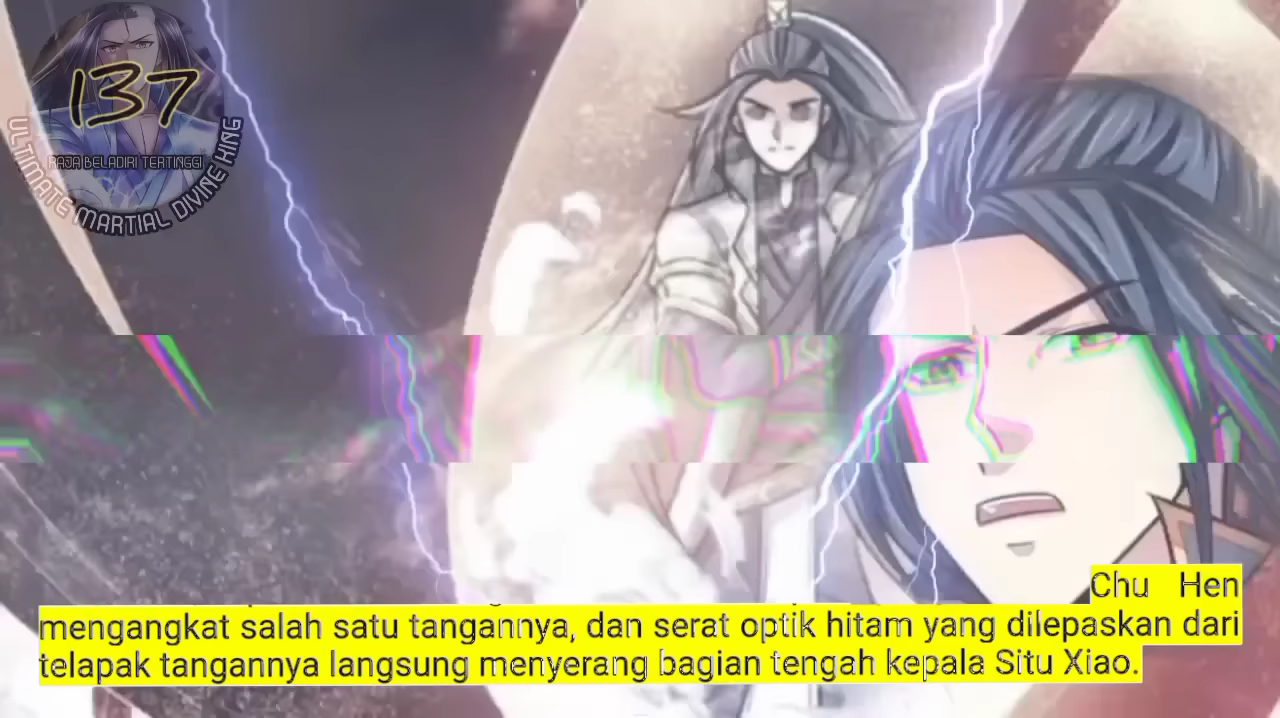 137
RAJA BELADIRI TERTINGGI
ULTIMATE MARTIAL DIVINE KING
Chu Hen
mengangkat salah satu tangannya, dan serat optik hitam yang dilepaskan dari
telapak tangannya langsung menyerang bagian tengah kepala Situ Xiao.